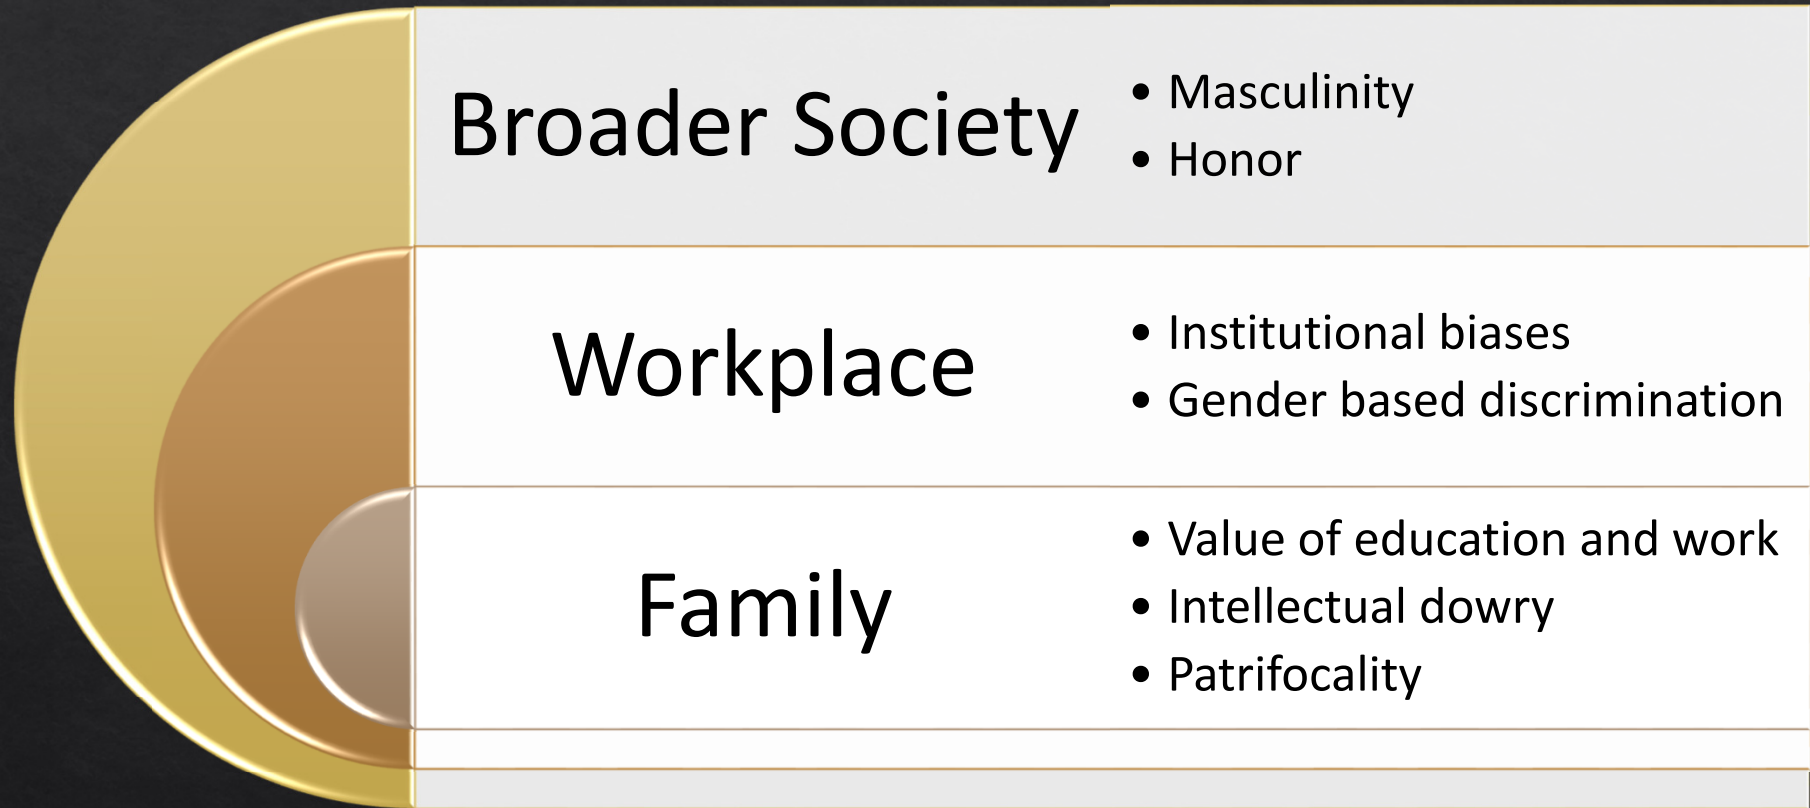 Broader Society
• Masculinity
• Honor
Workplace
• Institutional biases
• Gender based discrimination
Family
• Value of education and work
• Intellectual dowry
• Patrifocality